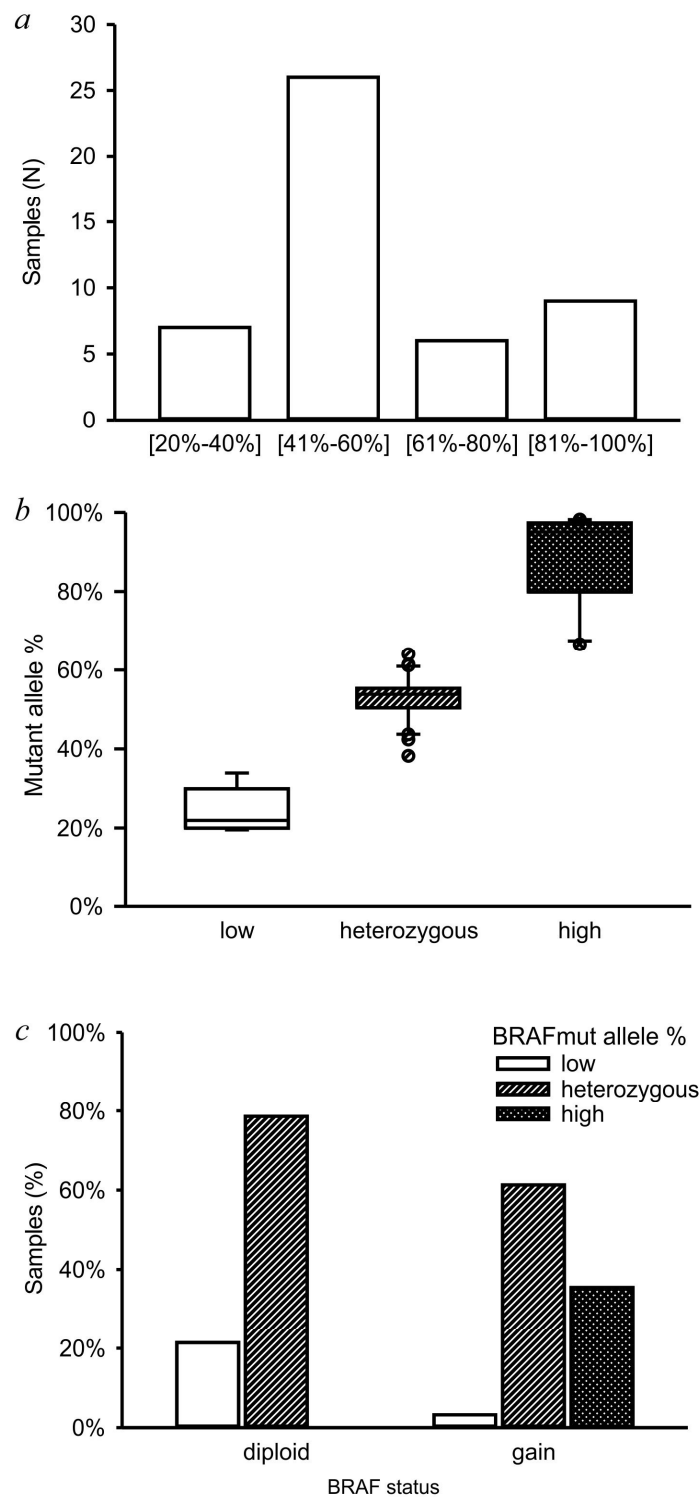 a
30
25
20
15
10
5
0
Samples (N)
[20%-40%] [41%-60%] [61%-80%] [81%-100%]
b
100%
80%
60%
40%
20%
0%
Mutant allele %
low heterozygous high
c
100%
80%
60%
40%
20%
0%
Samples (%)
BRAFmut allele %
low
heterozygous
high
diploid gain
BRAF status